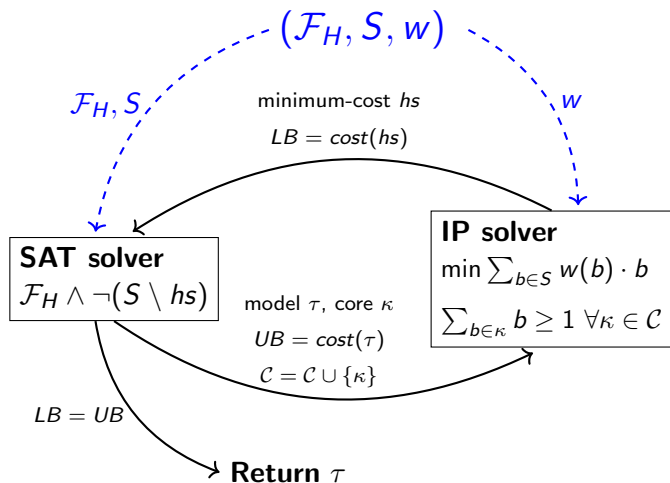 (ℱ_H, S, w)
ℱ_H, S
w
minimum-cost hs
LB = cost(hs)
SAT solver
ℱ_H ∧ ¬(S \ hs)
IP solver
min ∑_{b∈S} w(b) · b
∑_{b∈κ} b ≥ 1 ∀κ ∈ 𝒞
model τ, core κ
UB = cost(τ)
𝒞 = 𝒞 ∪ {κ}
LB = UB
Return τ